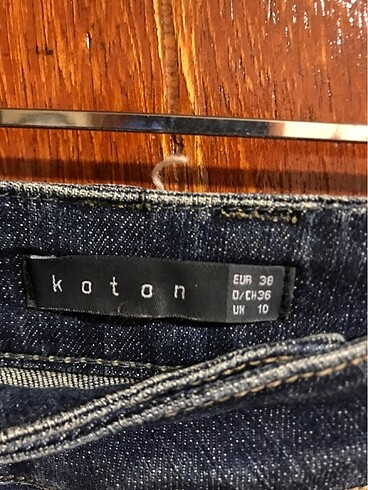 koton
EUR 38
D/CH36
UK 10